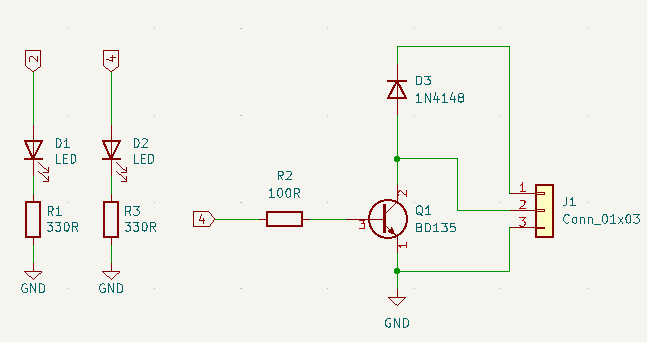 2
4
D1
LED
D2
LED
R1
330R
R3
330R
GND
GND
4
R2
100R
D3
1N4148
Q1
BD135
2
3
1
GND
1
2
3
J1
Conn_01x03